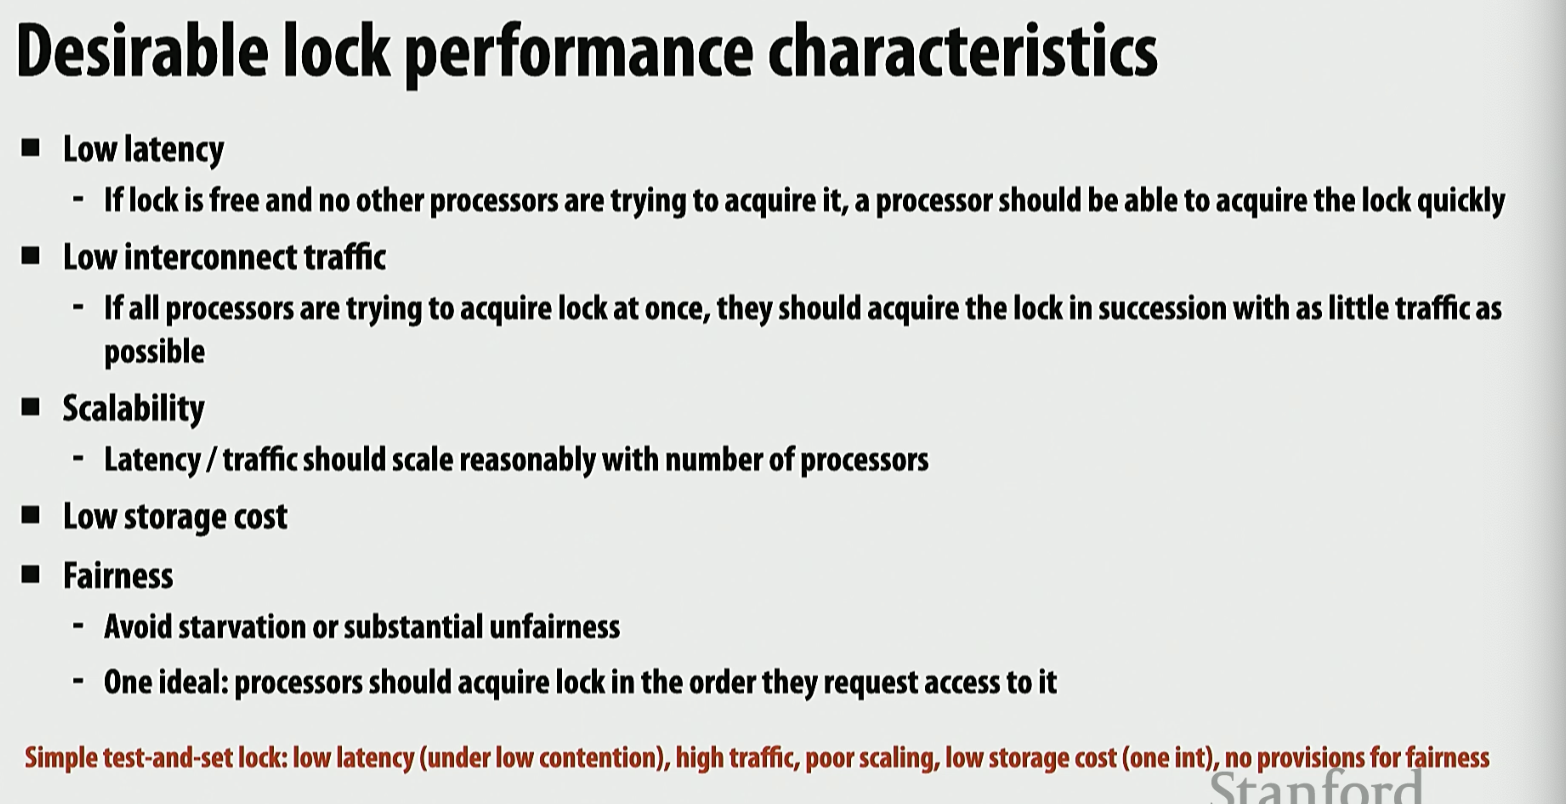 Desirable lock performance characteristics
■ Low latency
- If lock is free and no other processors are trying to acquire it, a processor should be able to acquire the lock quickly
■ Low interconnect traffic
- If all processors are trying to acquire lock at once, they should acquire the lock in succession with as little traffic as
possible
■ Scalability
- Latency / traffic should scale reasonably with number of processors
■ Low storage cost
■ Fairness
- Avoid starvation or substantial unfairness
- One ideal: processors should acquire lock in the order they request access to it
Simple test-and-set lock: low latency (under low contention), high traffic, poor scaling, low storage cost (one int), no provisions for fairness
Stanford